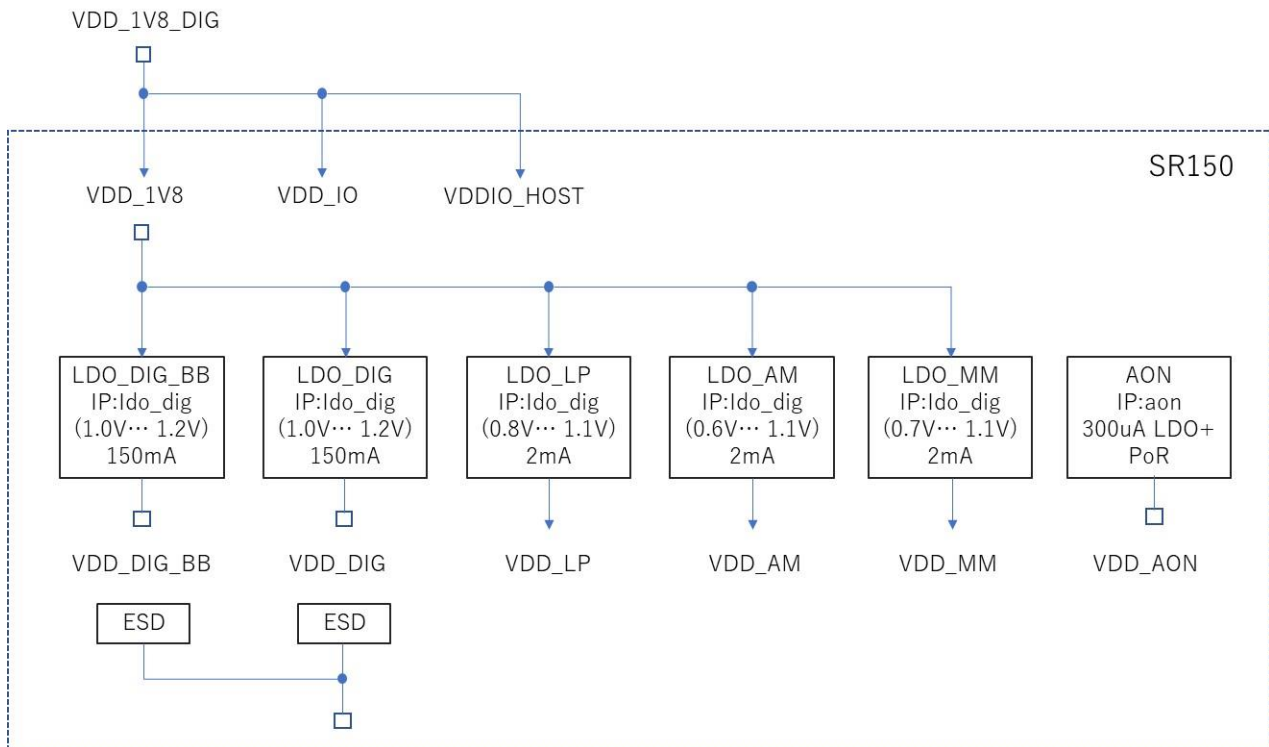 VDD_1V8_DIG
SR150
VDD_1V8
VDD_IO
VDDIO_HOST
LDO_DIG_BB
IP:ldo_dig
(1.0V… 1.2V)
150mA
LDO_DIG
IP:ldo_dig
(1.0V… 1.2V)
150mA
LDO_LP
IP:ldo_dig
(0.8V… 1.1V)
2mA
LDO_AM
IP:ldo_dig
(0.6V… 1.1V)
2mA
LDO_MM
IP:ldo_dig
(0.7V… 1.1V)
2mA
AON
IP:aon
300uA LDO+
PoR
VDD_DIG_BB
VDD_DIG
VDD_LP
VDD_AM
VDD_MM
VDD_AON
ESD
ESD